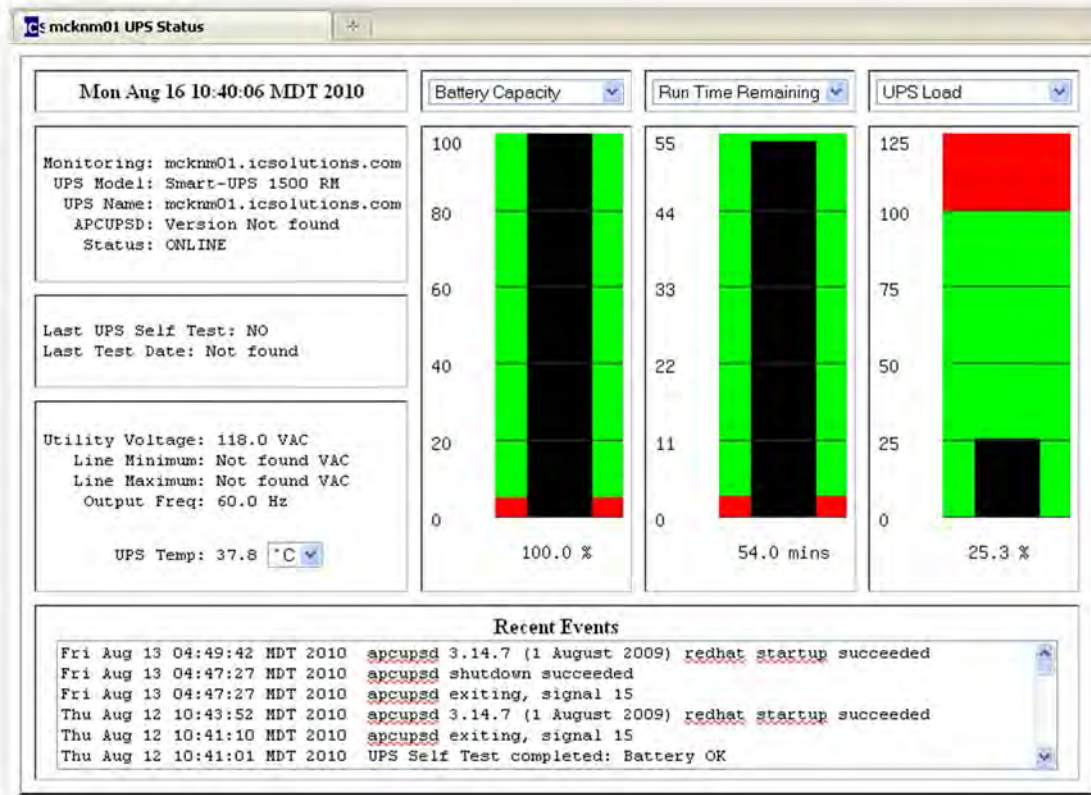 ICS mcknm01 UPS Status
Mon Aug 16 10:40:06 MDT 2010
Battery Capacity
Run Time Remaining
UPS Load
Monitoring: mcknm01.icsolutions.com
UPS Model: Smart-UPS 1500 RM
UPS Name: mcknm01.icsolutions.com
APCUPSD: Version Not found
Status: ONLINE
Last UPS Self Test: NO
Last Test Date: Not found
Utility Voltage: 118.0 VAC
Line Minimum: Not found VAC
Line Maximum: Not found VAC
Output Freq: 60.0 Hz
UPS Temp: 37.8 °C
100
80
60
40
20
0
100.0 %
55
44
33
22
11
0
54.0 mins
125
100
75
50
25
0
25.3 %
Recent Events
Fri Aug 13 04:49:42 MDT 2010 apcupsd 3.14.7 (1 August 2009) redhat startup succeeded
Fri Aug 13 04:47:27 MDT 2010 apcupsd shutdown succeeded
Fri Aug 13 04:47:27 MDT 2010 apcupsd exiting, signal 15
Thu Aug 12 10:43:52 MDT 2010 apcupsd 3.14.7 (1 August 2009) redhat startup succeeded
Thu Aug 12 10:41:10 MDT 2010 apcupsd exiting, signal 15
Thu Aug 12 10:41:01 MDT 2010 UPS Self Test completed: Battery OK